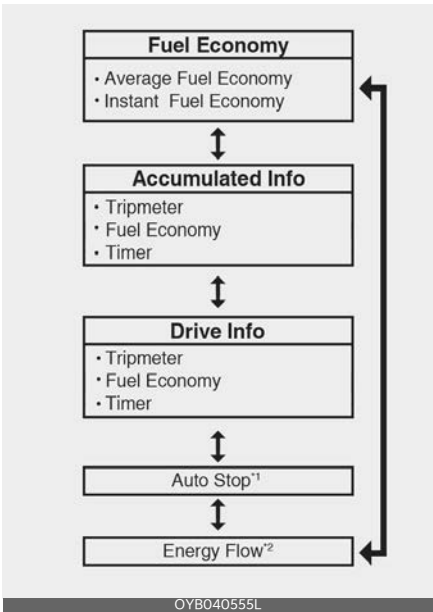 Fuel Economy
• Average Fuel Economy
• Instant Fuel Economy
Accumulated Info
• Tripmeter
• Fuel Economy
• Timer
Drive Info
• Tripmeter
• Fuel Economy
• Timer
Auto Stop*1
Energy Flow*2
OYB040555L